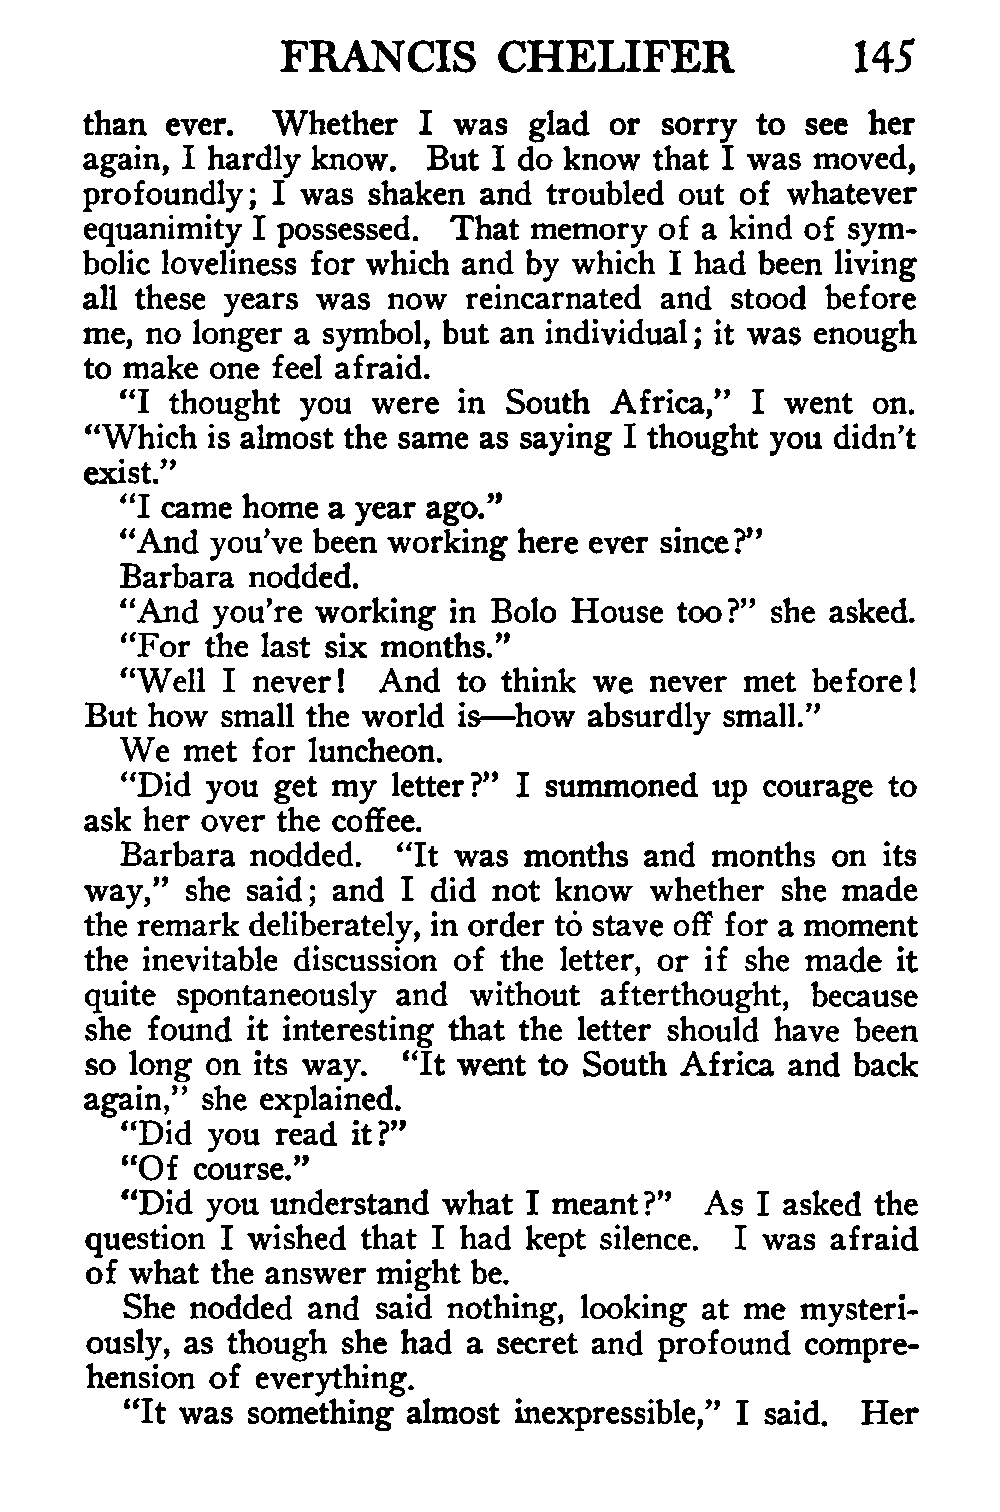 FRANCIS CHELIFER 145
than ever. Whether I was glad or sorry to see her
again, I hardly know. But I do know that I was moved,
profoundly; I was shaken and troubled out of whatever
equanimity I possessed. That memory of a kind of sym-
bolic loveliness for which and by which I had been living
all these years was now reincarnated and stood before
me, no longer a symbol, but an individual; it was enough
to make one feel afraid.
“I thought you were in South Africa,” I went on.
“Which is almost the same as saying I thought you didn’t
exist.”
“I came home a year ago.”
“And you’ve been working here ever since?”
Barbara nodded.
“And you’re working in Bolo House too?” she asked.
“For the last six months.”
“Well I never! And to think we never met before!
But how small the world is—how absurdly small.”
We met for luncheon.
“Did you get my letter?” I summoned up courage to
ask her over the coffee.
Barbara nodded. “It was months and months on its
way,” she said; and I did not know whether she made
the remark deliberately, in order to stave off for a moment
the inevitable discussion of the letter, or if she made it
quite spontaneously and without afterthought, because
she found it interesting that the letter should have been
so long on its way. “It went to South Africa and back
again,” she explained.
“Did you read it?”
“Of course.”
“Did you understand what I meant?” As I asked the
question I wished that I had kept silence. I was afraid
of what the answer might be.
She nodded and said nothing, looking at me mysteri-
ously, as though she had a secret and profound compre-
hension of everything.
“It was something almost inexpressible,” I said. Her